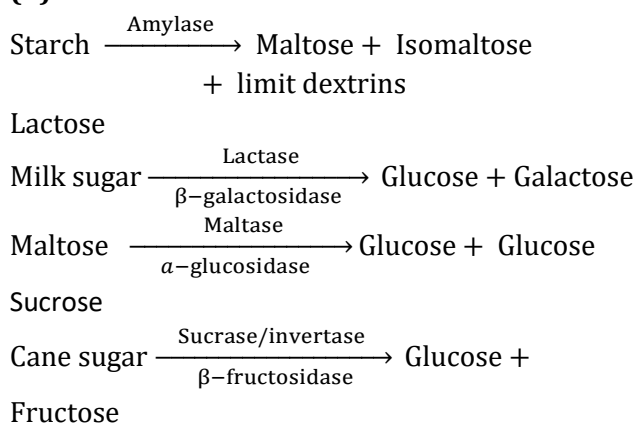 Amylase
Starch ⟶ Maltose + Isomaltose
+ limit dextrins
Lactose
Lactase
Milk sugar ⟶ Glucose + Galactose
β−galactosidase
Maltase
Maltose ⟶ Glucose + Glucose
α−glucosidase
Sucrose
Sucrase/invertase
Cane sugar ⟶ Glucose +
β−fructosidase
Fructose